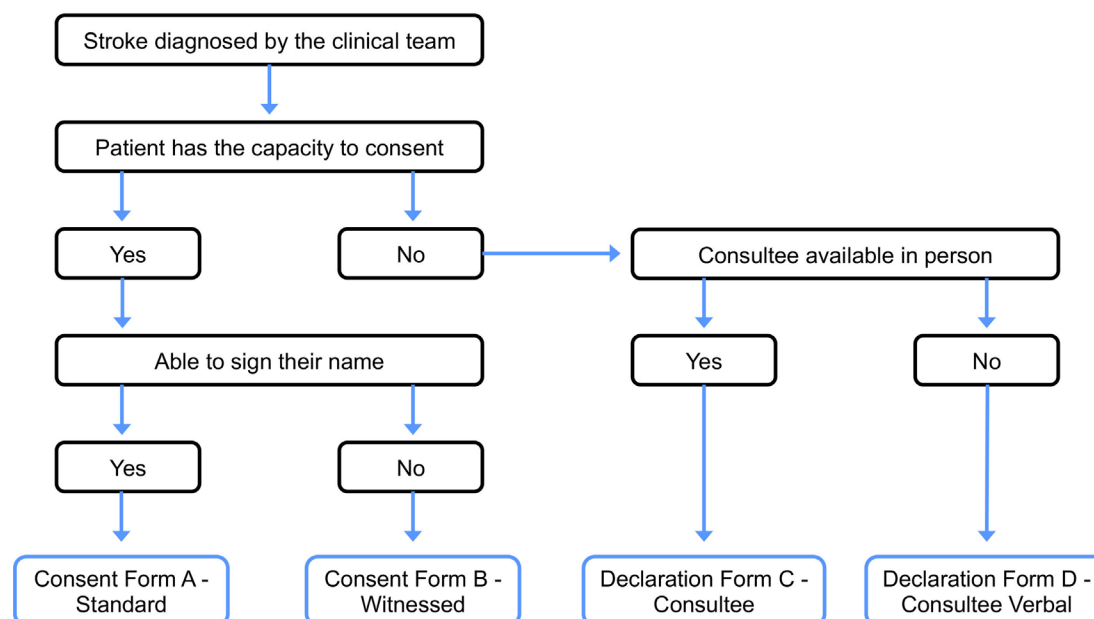 Stroke diagnosed by the clinical team
Patient has the capacity to consent
Yes
No
Consultee available in person
Able to sign their name
Yes
No
Yes
No
Consent Form A -
Standard
Consent Form B -
Witnessed
Declaration Form C -
Consultee
Declaration Form D -
Consultee Verbal